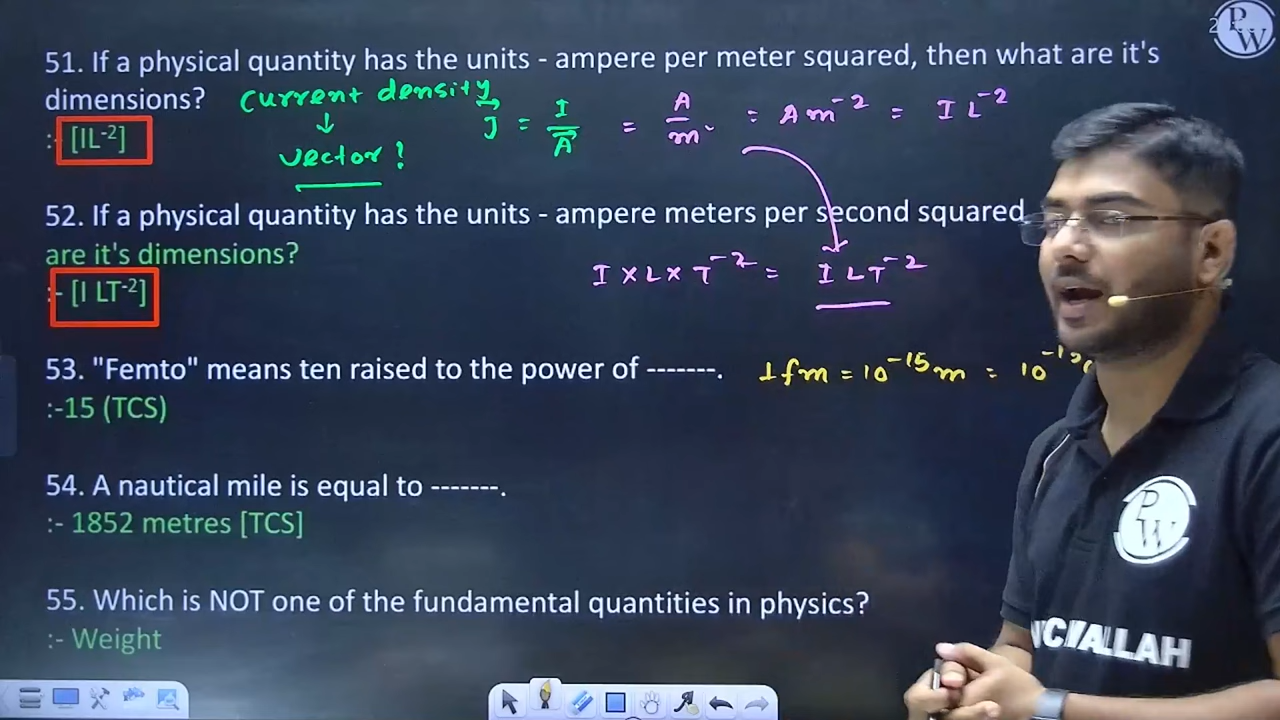 51. If a physical quantity has the units - ampere per meter squared, then what are it's
dimensions? current density
:- [IL⁻²]
↓
vector !
J⃗ = I / A⃗ = A / m² = A m⁻² = I L⁻²
52. If a physical quantity has the units - ampere meters per second squared
are it's dimensions?
:- [I LT⁻²]
I × L × T⁻² = I L T⁻²
53. "Femto" means ten raised to the power of -------. 1 fm = 10⁻¹⁵ m = 10
:-15 (TCS)
54. A nautical mile is equal to -------.
:- 1852 metres [TCS]
55. Which is NOT one of the fundamental quantities in physics?
:- Weight
2
PW
PW
WALLAH